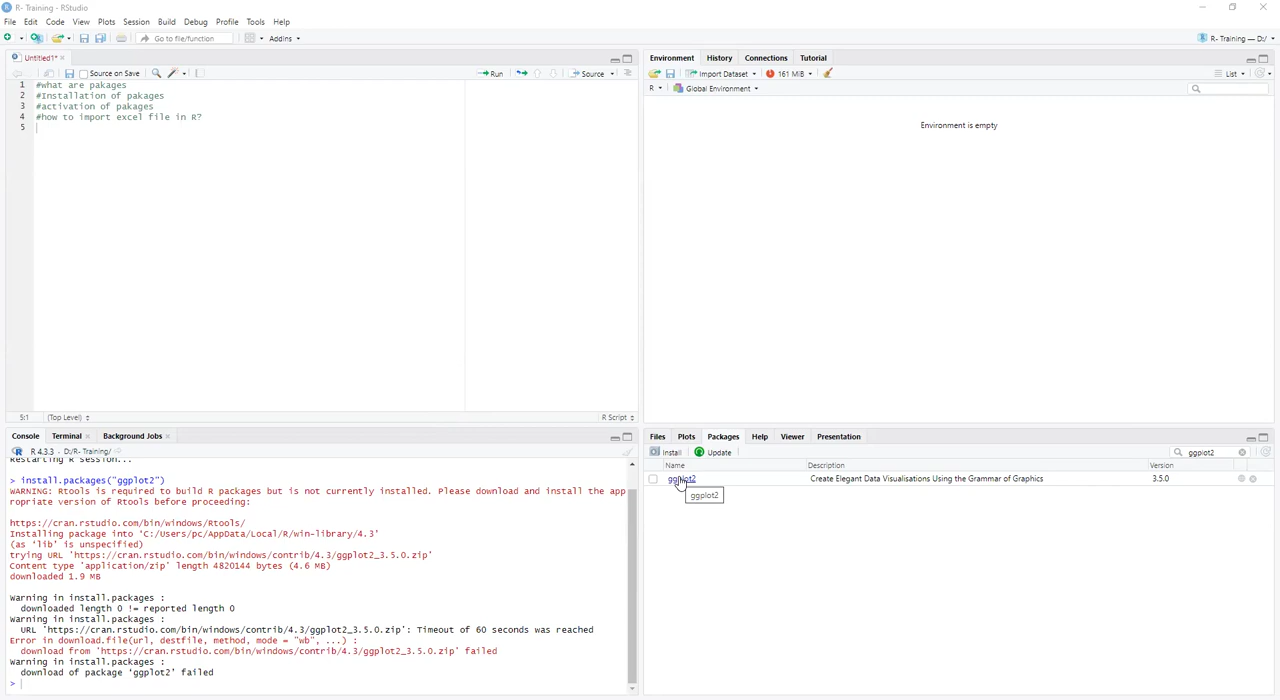 R- Training - RStudio
File Edit Code View Plots Session Build Debug Profile Tools Help
Go to file/function Addins R- Training — D:/
Untitled1*
Source on Save Run Source
1 #what are pakages
2 #Installation of pakages
3 #activation of pakages
4 #how to import excel file in R?
5
5:1 (Top Level) R Script
Console Terminal Background Jobs
R 4.3.3 · D:/R- Training/
Restarting R session...
> install.packages("ggplot2")
WARNING: Rtools is required to build R packages but is not currently installed. Please download and install the app
ropriate version of Rtools before proceeding:
https://cran.rstudio.com/bin/windows/Rtools/
Installing package into 'C:/Users/pc/AppData/Local/R/win-library/4.3'
(as 'lib' is unspecified)
trying URL 'https://cran.rstudio.com/bin/windows/contrib/4.3/ggplot2_3.5.0.zip'
Content type 'application/zip' length 4820144 bytes (4.6 MB)
downloaded 1.9 MB
Warning in install.packages :
downloaded length 0 != reported length 0
Warning in install.packages :
URL 'https://cran.rstudio.com/bin/windows/contrib/4.3/ggplot2_3.5.0.zip': Timeout of 60 seconds was reached
Error in download.file(url, destfile, method, mode = "wb", ...) :
download from 'https://cran.rstudio.com/bin/windows/contrib/4.3/ggplot2_3.5.0.zip' failed
Warning in install.packages :
download of package 'ggplot2' failed
>
Environment History Connections Tutorial
Import Dataset 161 MiB List
R Global Environment
Environment is empty
Files Plots Packages Help Viewer Presentation
Install Update ggplot2
Name Description Version
ggplot2 Create Elegant Data Visualisations Using the Grammar of Graphics 3.5.0
ggplot2